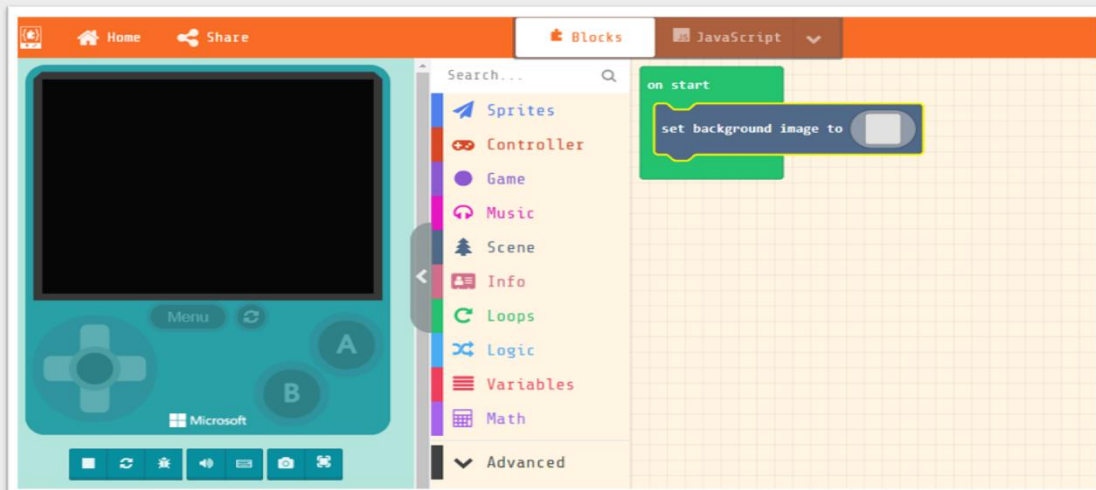 Home
Share
Blocks
JavaScript
Search...
Sprites
Controller
Game
Music
Scene
Info
Loops
Logic
Variables
Math
Advanced
on start
set background image to
Menu
A
B
Microsoft